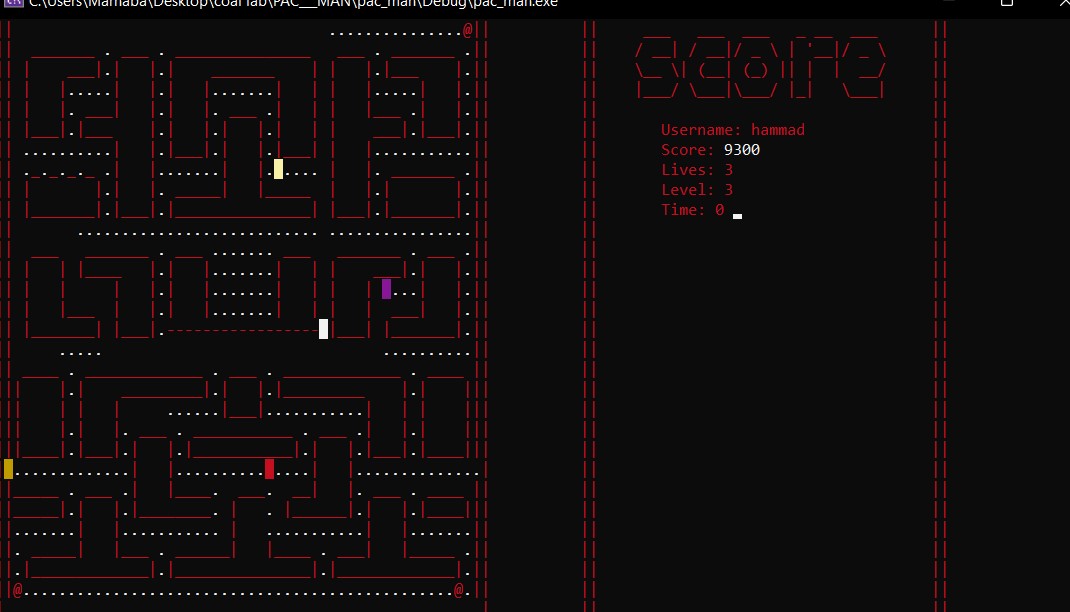 C:\Users\Mamaba\Desktop\coal lab\PAC___MAN\pac_man\Debug\pac_man.exe
Score
Username: hammad
Score: 9300
Lives: 3
Level: 3
Time: 0